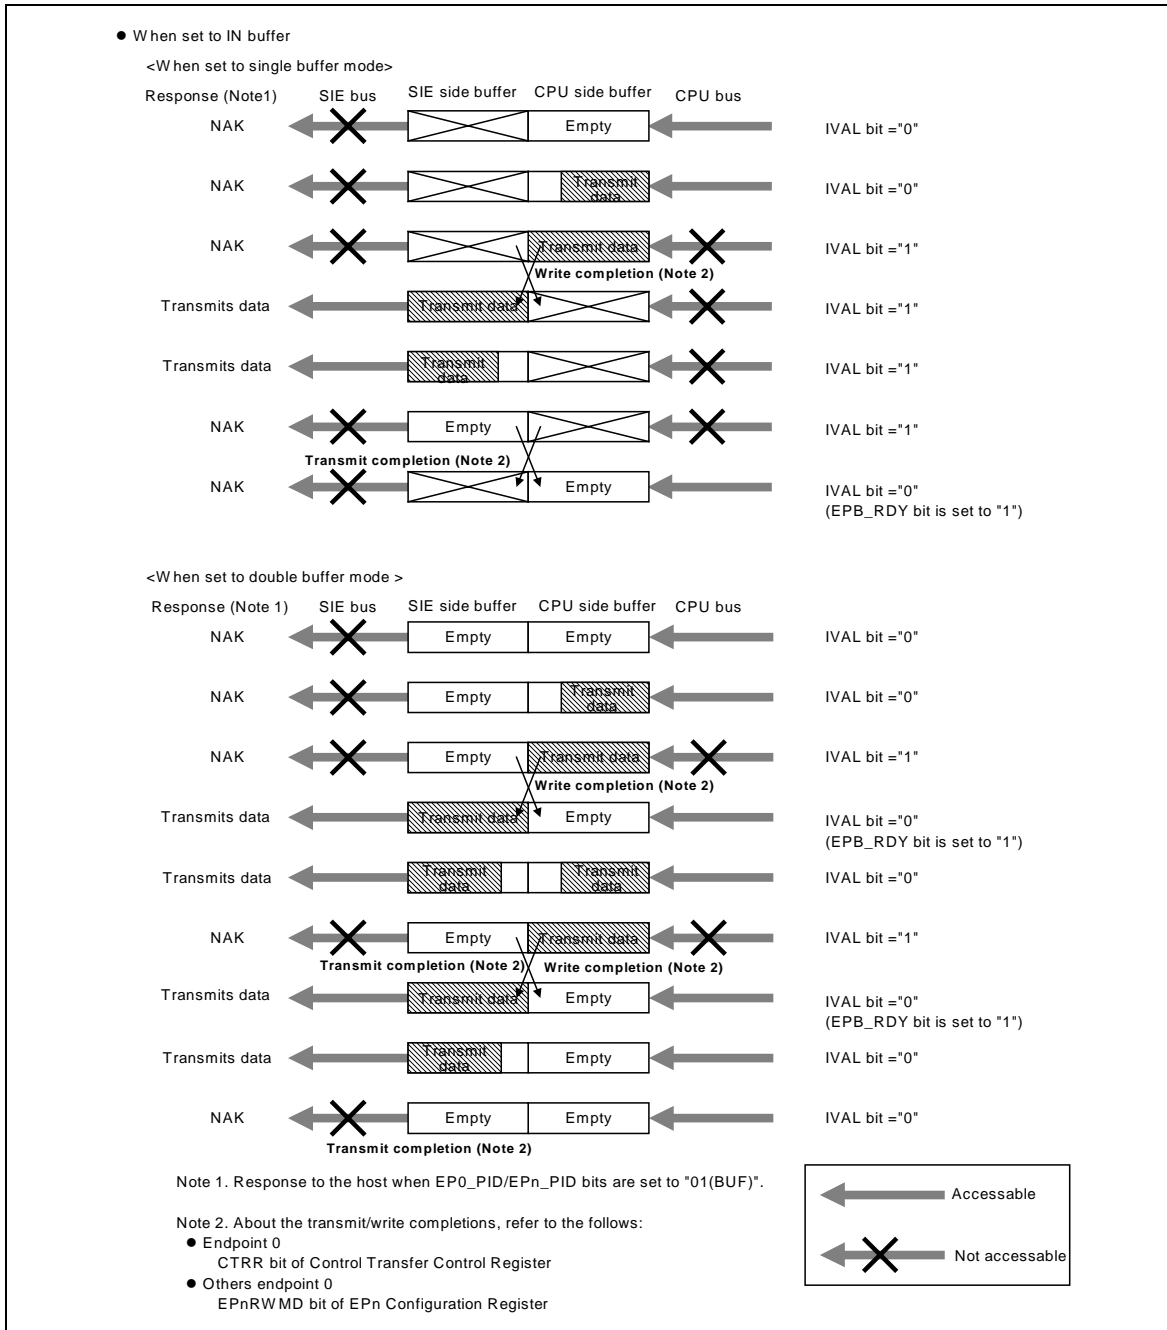 ● When set to IN buffer
<When set to single buffer mode>
Response (Note1) SIE bus SIE side buffer CPU side buffer CPU bus
NAK Empty IVAL bit ="0"
NAK Transmit data IVAL bit ="0"
NAK Transmit data IVAL bit ="1"
Write completion (Note 2)
Transmits data Transmit data IVAL bit ="1"
Transmits data Transmit data IVAL bit ="1"
NAK Empty IVAL bit ="1"
Transmit completion (Note 2)
NAK Empty IVAL bit ="0"
(EPB_RDY bit is set to "1")
<When set to double buffer mode >
Response (Note 1) SIE bus SIE side buffer CPU side buffer CPU bus
NAK Empty Empty IVAL bit ="0"
NAK Empty Transmit data IVAL bit ="0"
NAK Empty Transmit data IVAL bit ="1"
Write completion (Note 2)
Transmits data Transmit data Empty IVAL bit ="0"
(EPB_RDY bit is set to "1")
Transmits data Transmit data Transmit data IVAL bit ="0"
NAK Empty Transmit data IVAL bit ="1"
Transmit completion (Note 2) Write completion (Note 2)
Transmits data Transmit data Empty IVAL bit ="0"
(EPB_RDY bit is set to "1")
Transmits data Transmit data Empty IVAL bit ="0"
NAK Empty Empty IVAL bit ="0"
Transmit completion (Note 2)
Note 1. Response to the host when EP0_PID/EPn_PID bits are set to "01(BUF)".
Note 2. About the transmit/write completions, refer to the follows:
● Endpoint 0
CTRR bit of Control Transfer Control Register
● Others endpoint 0
EPnRWMD bit of EPn Configuration Register
Accessable
Not accessable